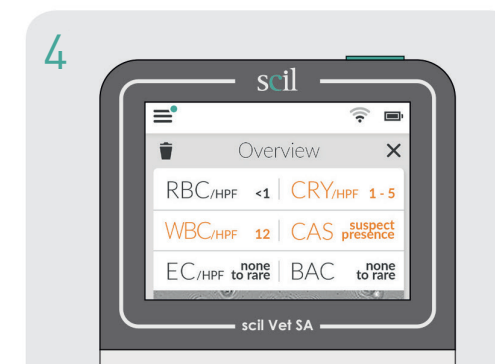 4
scil
Overview
RBC/HPF <1 CRY/HPF 1 - 5
WBC/HPF 12 CAS suspect presence
EC/HPF none to rare BAC none to rare
scil Vet SA